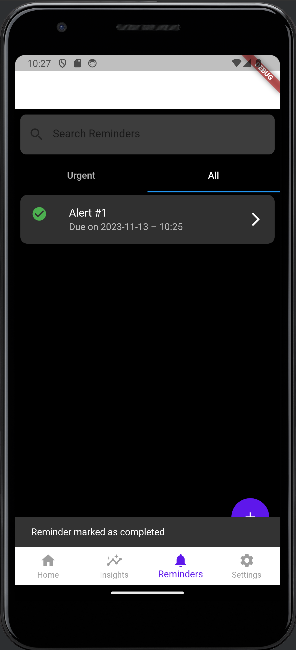 10:27
DEBUG
Search Reminders
Urgent
All
Alert #1
Due on 2023-11-13 – 10:25
Reminder marked as completed
Home
Insights
Reminders
Settings